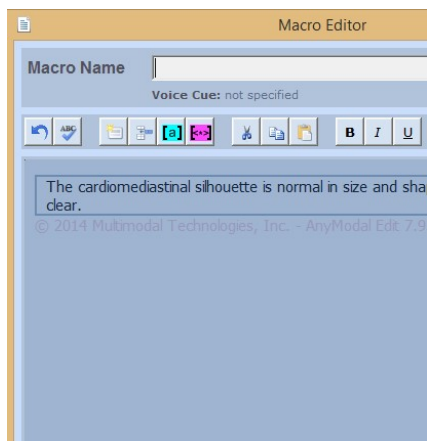 Macro Editor
Macro Name
Voice Cue: not specified
ABC
[a] [<*>]
B I U
The cardiomediastinal silhouette is normal in size and sha
clear.
© 2014 Multimodal Technologies, Inc. - AnyModal Edit 7.9